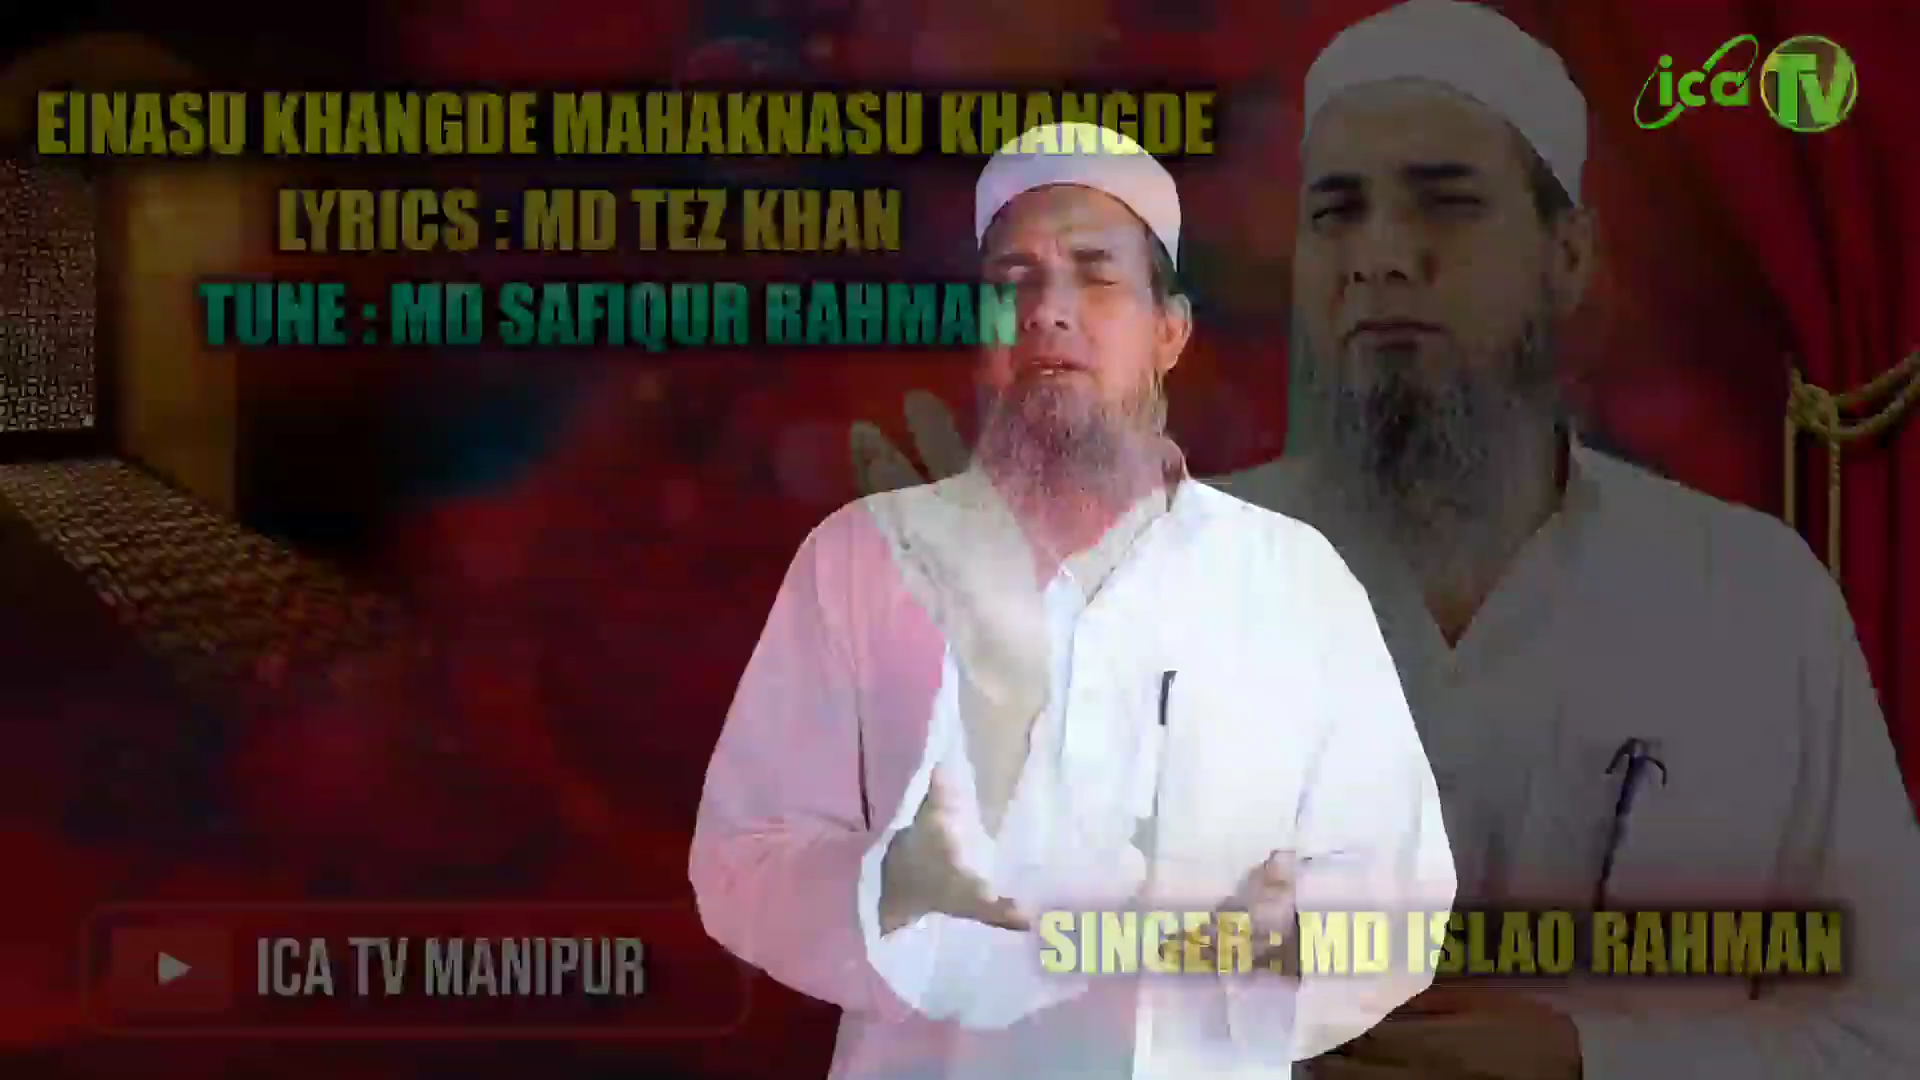 ica TV
EINASU KHANGDE MAHAKNASU KHANGDE
LYRICS : MD TEZ KHAN
TUNE : MD SAFIQUR RAHMAN
SINGER : MD ISLAO RAHMAN
ICA TV MANIPUR